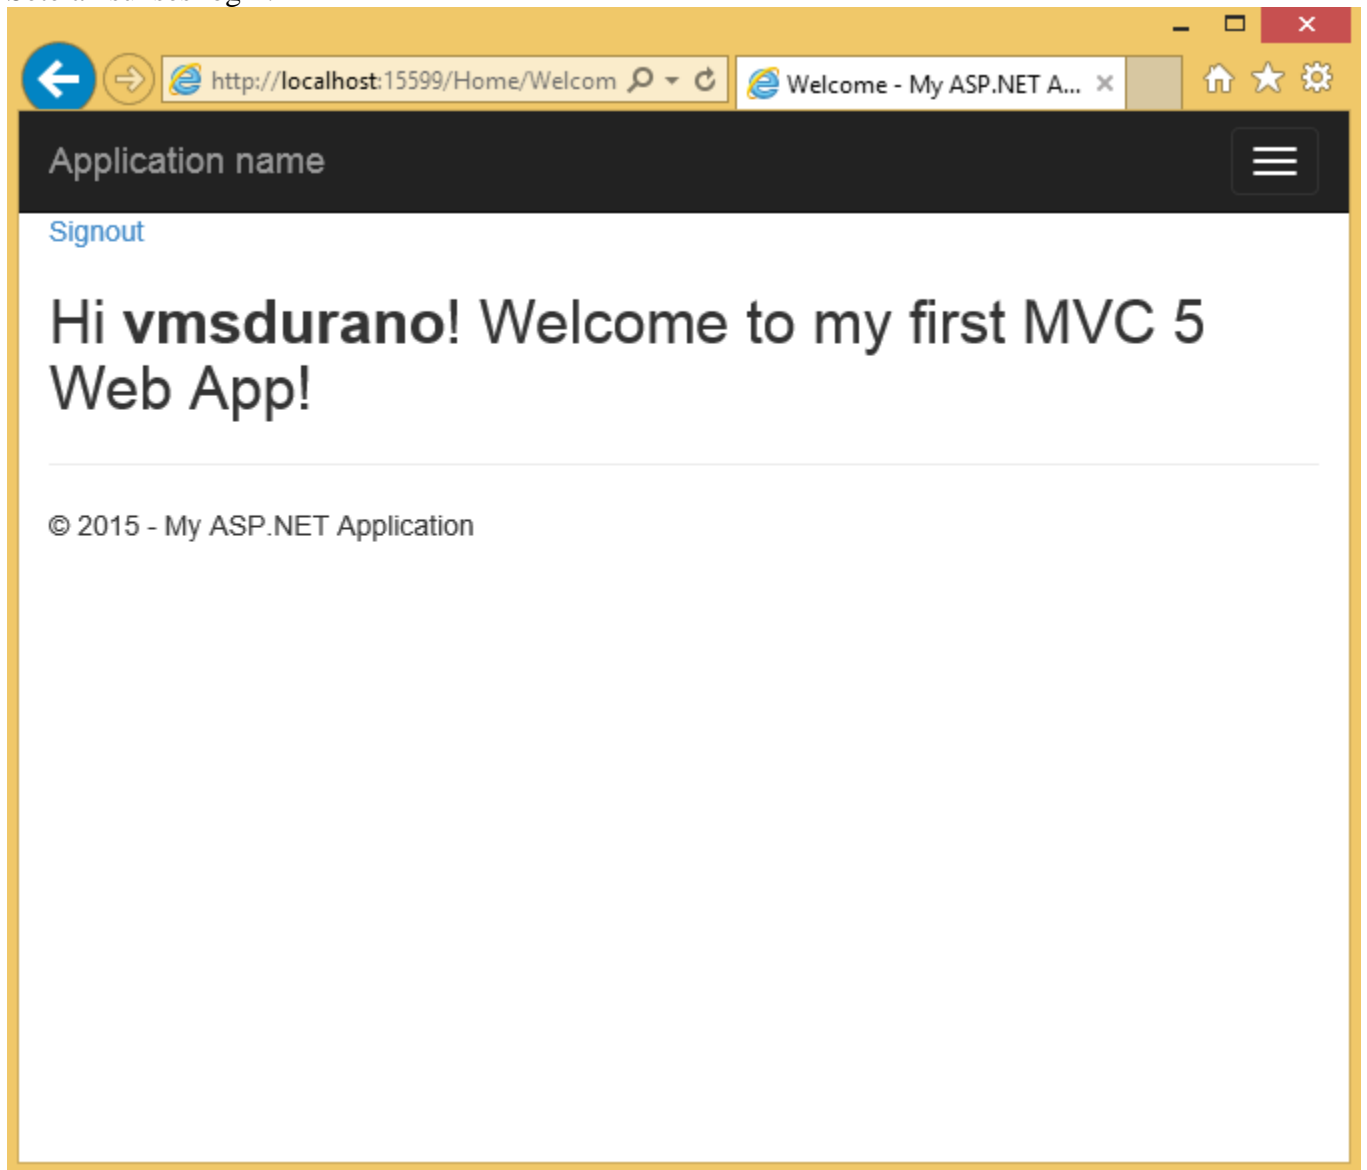 http://localhost:15599/Home/Welcom
Welcome - My ASP.NET A...
Application name
Signout
Hi vmsdurano! Welcome to my first MVC 5
Web App!
© 2015 - My ASP.NET Application